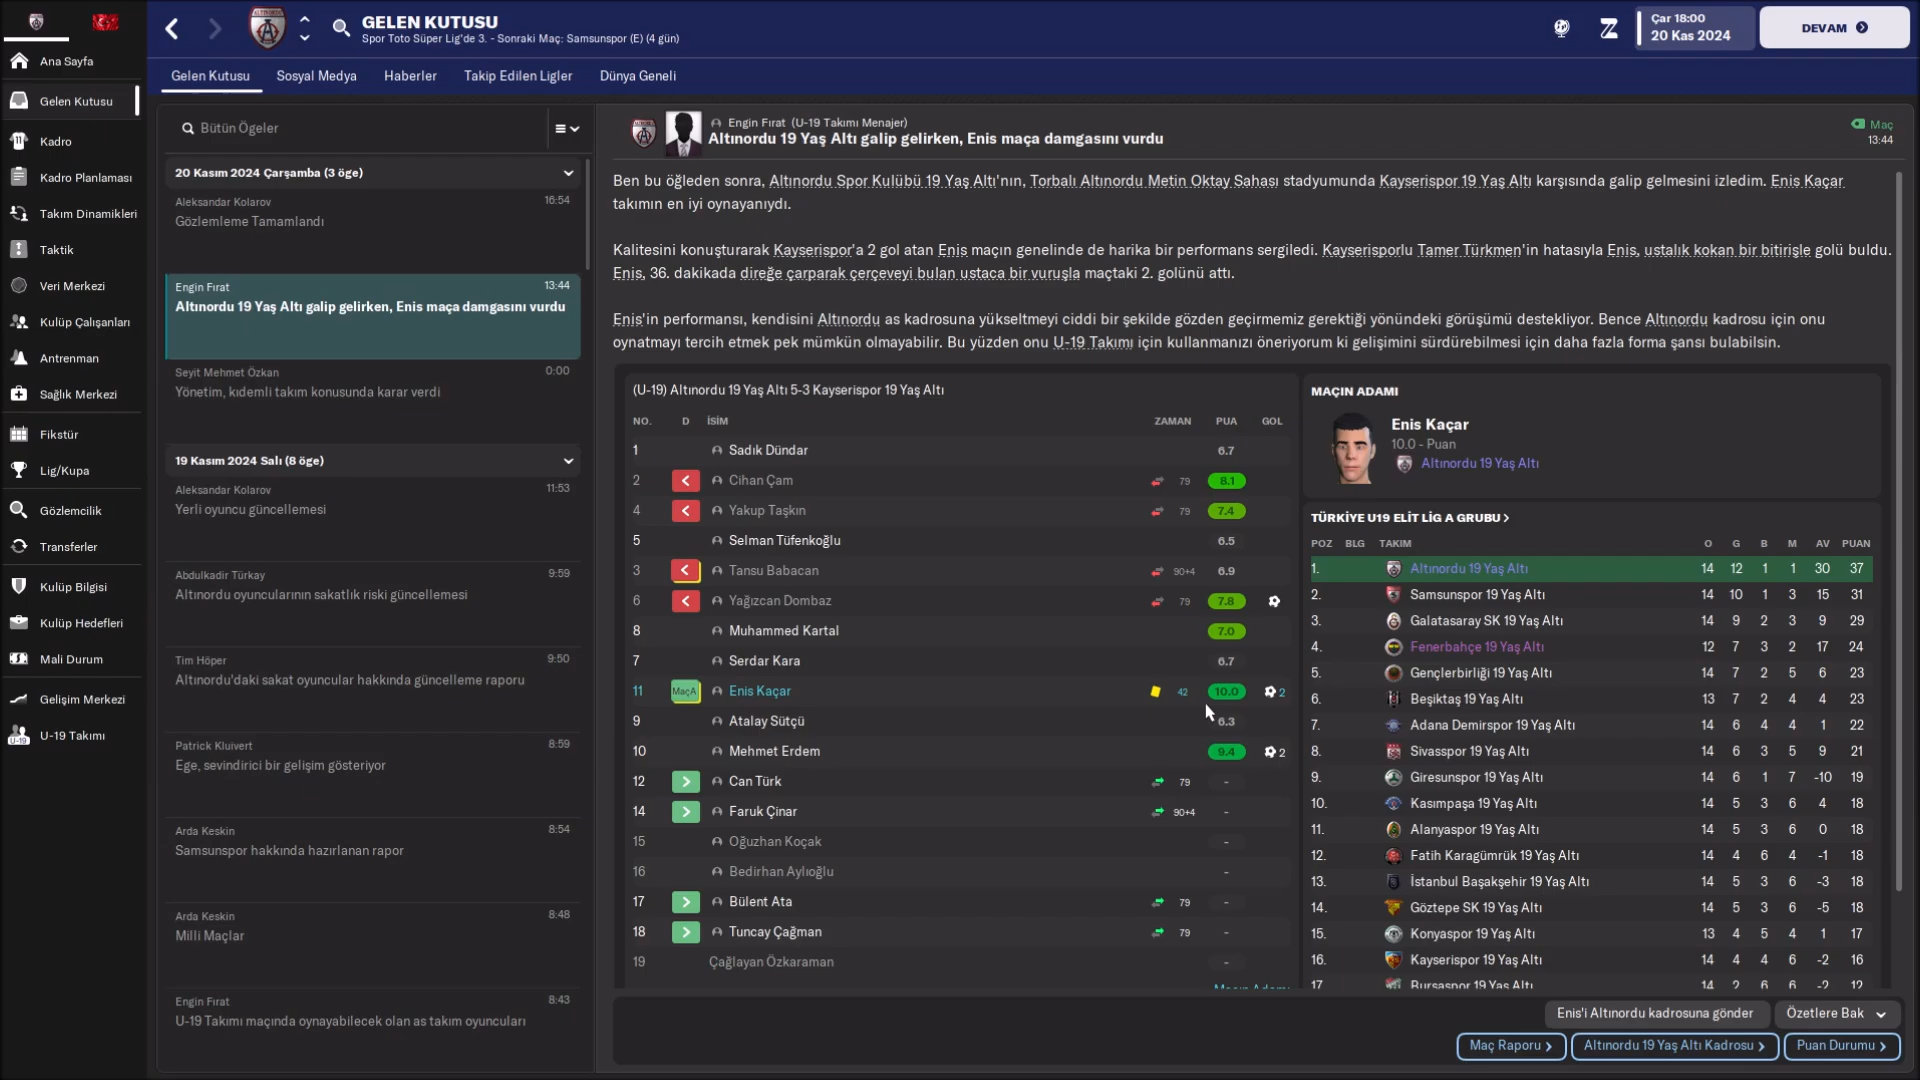 GELEN KUTUSU
Spor Toto Süper Lig'de 3. - Sonraki Maç: Samsunspor (E) (4 gün)
Çar 18:00
20 Kas 2024
DEVAM
Ana Sayfa
Gelen Kutusu
Kadro
Kadro Planlaması
Takım Dinamikleri
Taktik
Veri Merkezi
Kulüp Çalışanları
Antrenman
Sağlık Merkezi
Fikstür
Lig/Kupa
Gözlemcilik
Transferler
Kulüp Bilgisi
Kulüp Hedefleri
Mali Durum
Gelişim Merkezi
U-19 Takımı
Gelen Kutusu Sosyal Medya Haberler Takip Edilen Ligler Dünya Geneli
Bütün Ögeler
20 Kasım 2024 Çarşamba (3 öge)
Aleksandar Kolarov 16:54
Gözlemleme Tamamlandı
Engin Fırat 13:44
Altınordu 19 Yaş Altı galip gelirken, Enis maça damgasını vurdu
Seyit Mehmet Özkan 0:00
Yönetim, kıdemli takım konusunda karar verdi
19 Kasım 2024 Salı (8 öge)
Aleksandar Kolarov 11:53
Yerli oyuncu güncellemesi
Abdulkadir Türkay 9:59
Altınordu oyuncularının sakatlık riski güncellemesi
Tim Höper 9:50
Altınordu'daki sakat oyuncular hakkında güncelleme raporu
Patrick Kluivert 8:59
Ege, sevindirici bir gelişim gösteriyor
Arda Keskin 8:54
Samsunspor hakkında hazırlanan rapor
Arda Keskin 8:48
Milli Maçlar
Engin Fırat 8:43
U-19 Takımı maçında oynayabilecek olan as takım oyuncuları
Engin Fırat (U-19 Takımı Menajer)
Altınordu 19 Yaş Altı galip gelirken, Enis maça damgasını vurdu
Maç
13:44
Ben bu öğleden sonra, Altınordu Spor Kulübü 19 Yaş Altı'nın, Torbalı Altınordu Metin Oktay Sahası stadyumunda Kayserispor 19 Yaş Altı karşısında galip gelmesini izledim. Enis Kaçar
takımın en iyi oynayanıydı.
Kalitesini konuşturarak Kayserispor'a 2 gol atan Enis maçın genelinde de harika bir performans sergiledi. Kayserisporlu Tamer Türkmen'in hatasıyla Enis, ustalık kokan bir bitirişle golü buldu.
Enis, 36. dakikada direğe çarparak çerçeveyi bulan ustaca bir vuruşla maçtaki 2. golünü attı.
Enis'in performansı, kendisini Altınordu as kadrosuna yükseltmeyi ciddi bir şekilde gözden geçirmemiz gerektiği yönündeki görüşümü destekliyor. Bence Altınordu kadrosu için onu
oynatmayı tercih etmek pek mümkün olmayabilir. Bu yüzden onu U-19 Takımı için kullanmanızı öneriyorum ki gelişimini sürdürebilmesi için daha fazla forma şansı bulabilsin.
(U-19) Altınordu 19 Yaş Altı 5-3 Kayserispor 19 Yaş Altı
NO. D İSİM ZAMAN PUA GOL
1 Sadık Dündar 6.7
2 Cihan Çam 79 8.1
4 Yakup Taşkın 79 7.4
5 Selman Tüfenkoğlu 6.5
3 Tansu Babacan 90+4 6.9
6 Yağızcan Dombaz 79 7.8
8 Muhammed Kartal 7.0
7 Serdar Kara 6.7
11 MaçA Enis Kaçar 42 10.0 2
9 Atalay Sütçü 6.3
10 Mehmet Erdem 9.4 2
12 Can Türk 79 -
14 Faruk Çinar 90+4 -
15 Oğuzhan Koçak -
16 Bedirhan Aylıoğlu -
17 Bülent Ata 79 -
18 Tuncay Çağman 79 -
19 Çağlayan Özkaraman -
MAÇIN ADAMI
Enis Kaçar
10.0 - Puan
Altınordu 19 Yaş Altı
TÜRKİYE U19 ELİT LİG A GRUBU
POZ BLG TAKIM O G B M AV PUAN
1. Altınordu 19 Yaş Altı 14 12 1 1 30 37
2. Samsunspor 19 Yaş Altı 14 10 1 3 15 31
3. Galatasaray SK 19 Yaş Altı 14 9 2 3 9 29
4. Fenerbahçe 19 Yaş Altı 12 7 3 2 17 24
5. Gençlerbirliği 19 Yaş Altı 14 7 2 5 6 23
6. Beşiktaş 19 Yaş Altı 13 7 2 4 4 23
7. Adana Demirspor 19 Yaş Altı 14 6 4 4 1 22
8. Sivasspor 19 Yaş Altı 14 6 3 5 9 21
9. Giresunspor 19 Yaş Altı 14 6 1 7 -10 19
10. Kasımpaşa 19 Yaş Altı 14 5 3 6 4 18
11. Alanyaspor 19 Yaş Altı 14 5 3 6 0 18
12. Fatih Karagümrük 19 Yaş Altı 14 4 6 4 -1 18
13. İstanbul Başakşehir 19 Yaş Altı 14 5 3 6 -3 18
14. Göztepe SK 19 Yaş Altı 14 5 3 6 -5 18
15. Konyaspor 19 Yaş Altı 13 4 5 4 1 17
16. Kayserispor 19 Yaş Altı 14 4 4 6 -2 16
17. Bursaspor 19 Yaş Altı 14 2 6 6 -2 12
Enis'i Altınordu kadrosuna gönder
Özetlere Bak
Maç Raporu
Altınordu 19 Yaş Altı Kadrosu
Puan Durumu